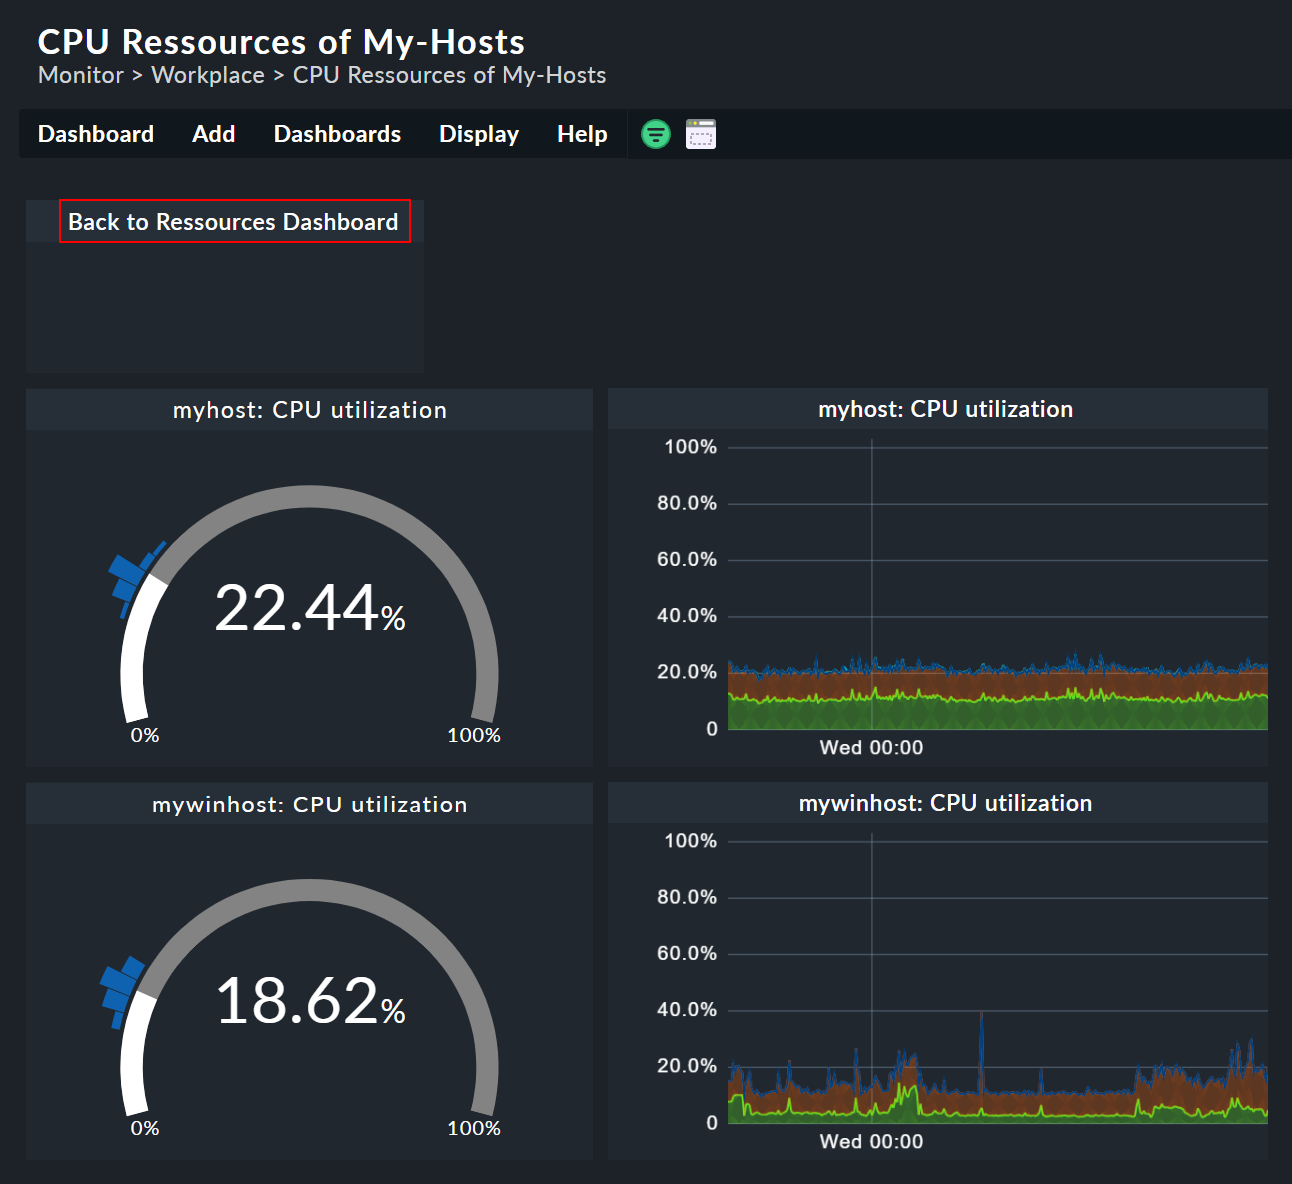 CPU Ressources of My-Hosts
Monitor > Workplace > CPU Ressources of My-Hosts
Dashboard Add Dashboards Display Help
Back to Ressources Dashboard
myhost: CPU utilization
22.44%
0% 100%
myhost: CPU utilization
100%
80.0%
60.0%
40.0%
20.0%
0
Wed 00:00
mywinhost: CPU utilization
18.62%
0% 100%
mywinhost: CPU utilization
100%
80.0%
60.0%
40.0%
20.0%
0
Wed 00:00